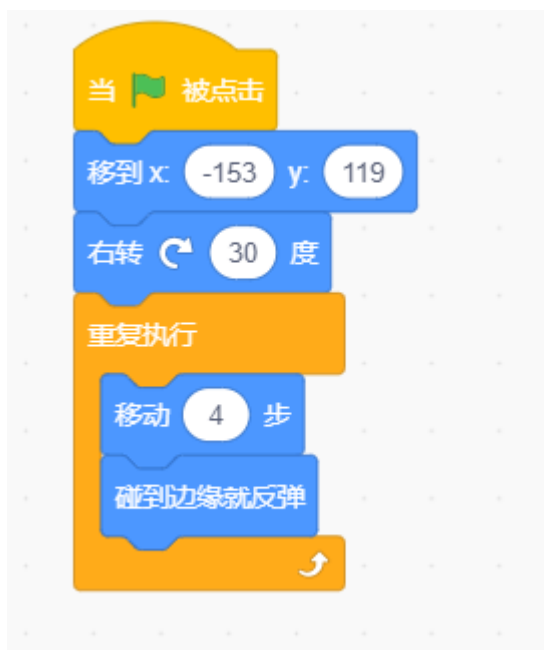 当 被点击
移到 x: -153 y: 119
右转 30 度
重复执行
移动 4 步
碰到边缘就反弹